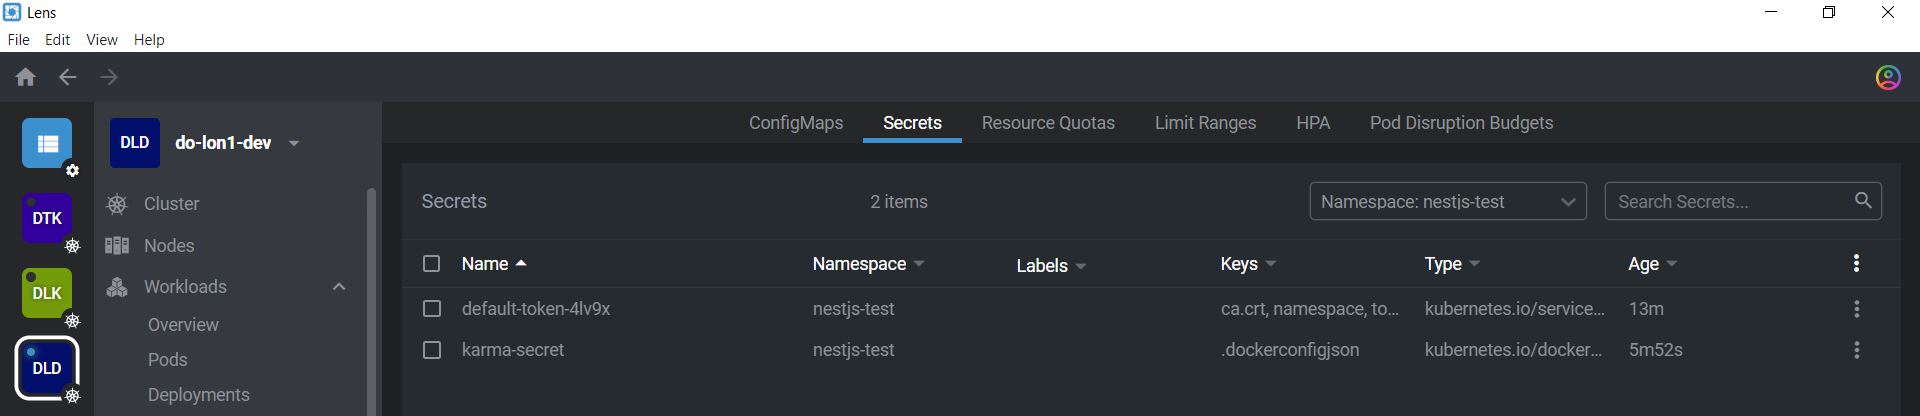 Lens
File Edit View Help
DLD do-lon1-dev
ConfigMaps Secrets Resource Quotas Limit Ranges HPA Pod Disruption Budgets
DTK
DLK
DLD
Cluster
Nodes
Workloads
Overview
Pods
Deployments
Secrets 2 items Namespace: nestjs-test Search Secrets...
Name Namespace Labels Keys Type Age
default-token-4lv9x nestjs-test ca.crt, namespace, to... kubernetes.io/service... 13m
karma-secret nestjs-test .dockerconfigjson kubernetes.io/docker... 5m52s